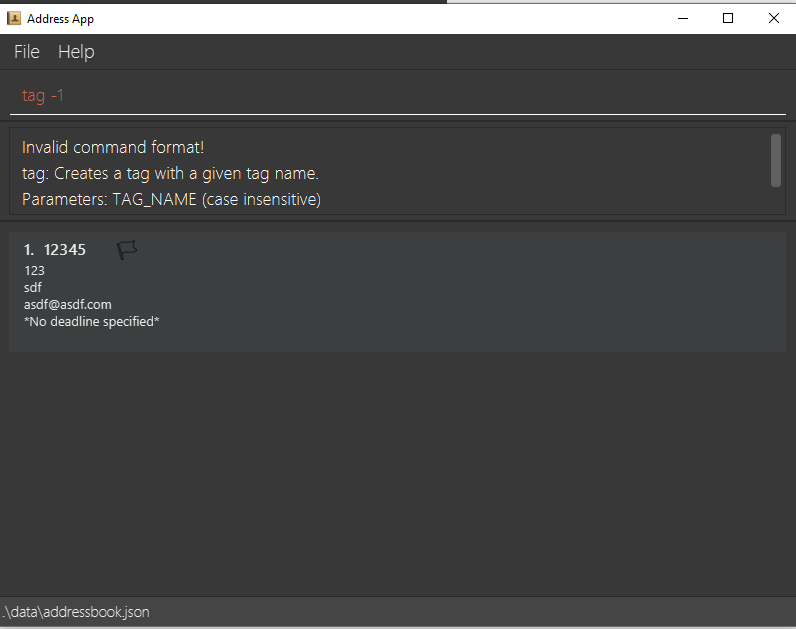 Address App
File Help
tag -1
Invalid command format!
tag: Creates a tag with a given tag name.
Parameters: TAG_NAME (case insensitive)
1. 12345
123
sdf
asdf@asdf.com
*No deadline specified*
.\data\addressbook.json